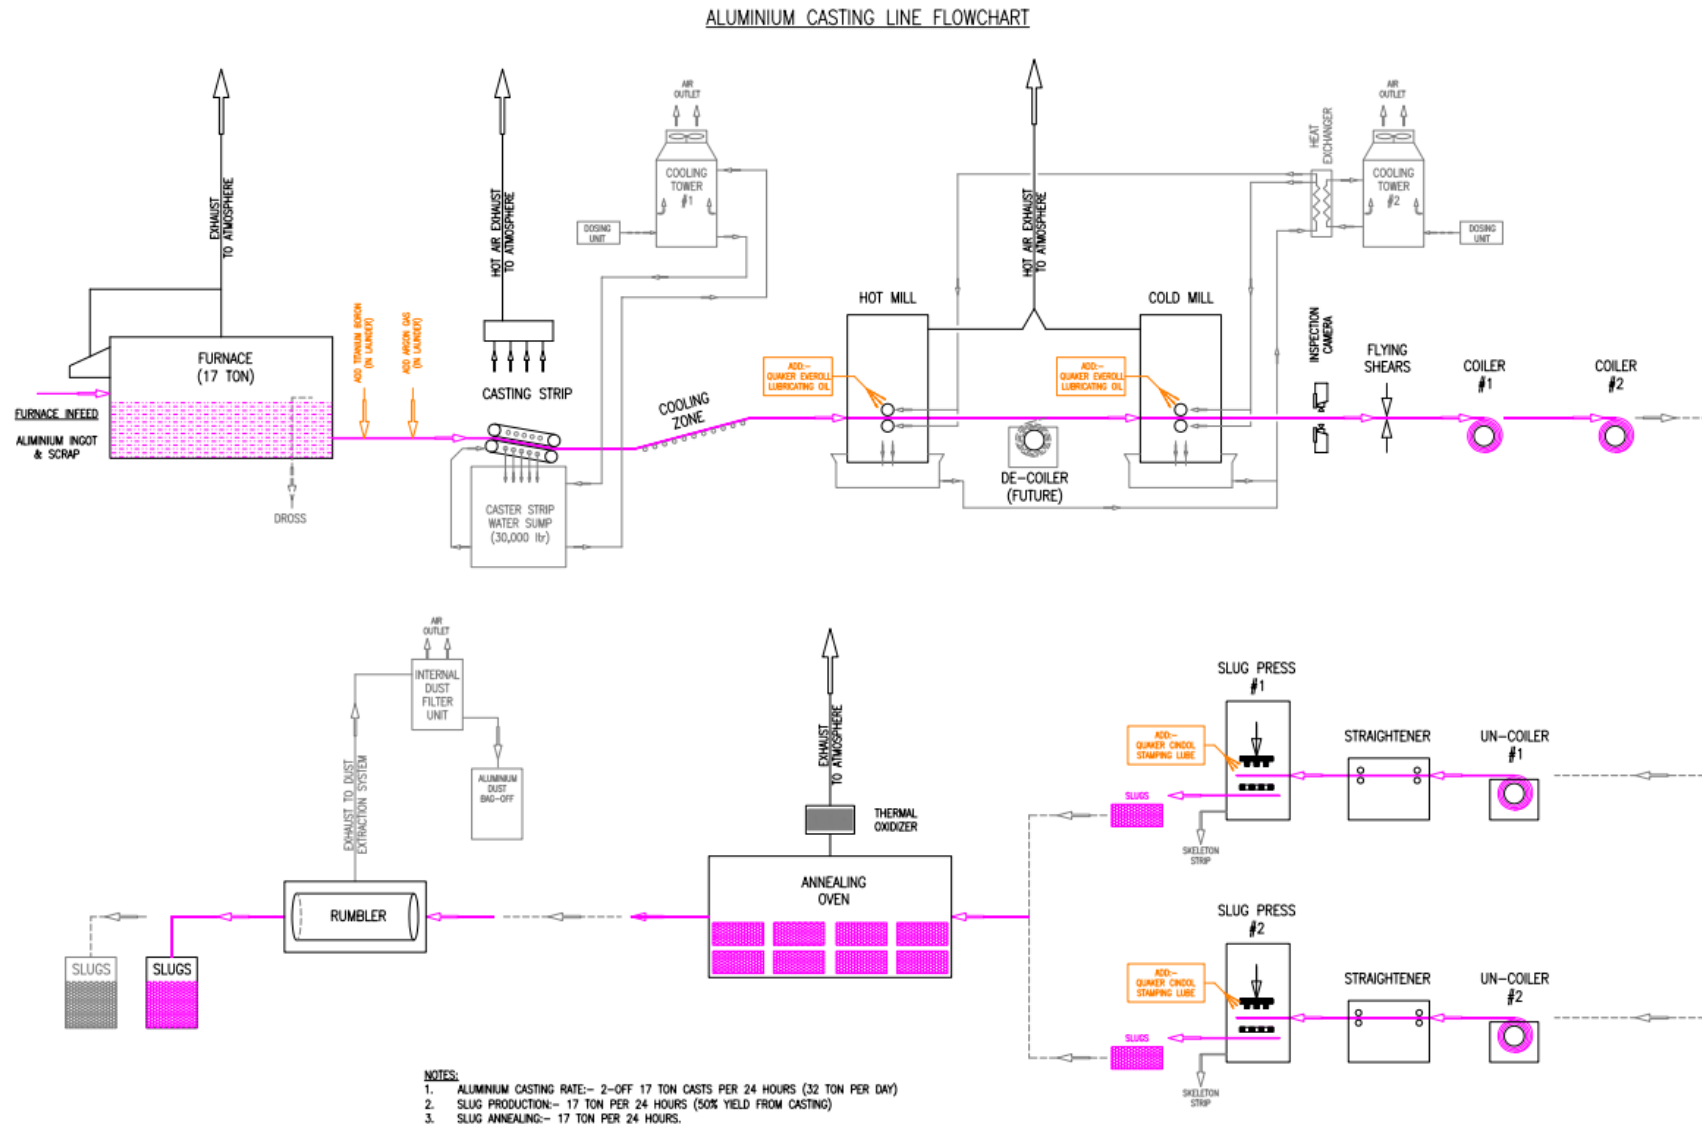 ALUMINIUM CASTING LINE FLOWCHART
EXHAUST
TO ATMOSPHERE
HOT AIR EXHAUST
TO ATMOSPHERE
AIR
OUTLET
COOLING
TOWER
#1
DOSING
UNIT
HOT AIR EXHAUST
TO ATMOSPHERE
HEAT
EXCHANGER
AIR
OUTLET
COOLING
TOWER
#2
DOSING
UNIT
FURNACE
(17 TON)
FURNACE INFEED
ALIMINIUM INGOT
& SCRAP
DROSS
ADD TITANIUM BORON
(IN LAUNDER)
ADD ARGON GAS
(IN LAUNDER)
CASTING STRIP
CASTER STRIP
WATER SUMP
(30,000 ltr)
COOLING
ZONE
HOT MILL
ADD:-
QUAKER EVEROLL
LUBRICATING OIL
DE-COILER
(FUTURE)
COLD MILL
ADD:-
QUAKER EVEROLL
LUBRICATING OIL
INSPECTION
CAMERA
FLYING
SHEARS
COILER
#1
COILER
#2
AIR
OUTLET
INTERNAL
DUST
FILTER
UNIT
ALUMINIUM
DUST
BAG-OFF
EXHAUST TO DUST
EXTRACTION SYSTEM
RUMBLER
SLUGS
SLUGS
EXHAUST
TO ATMOSPHERE
THERMAL
OXIDIZER
ANNEALING
OVEN
SLUG PRESS
#1
ADD:-
QUAKER CINDOL
STAMPING LUBE
SLUGS
SKELETON
STRIP
STRAIGHTENER
UN-COILER
#1
SLUG PRESS
#2
ADD:-
QUAKER CINDOL
STAMPING LUBE
SLUGS
SKELETON
STRIP
STRAIGHTENER
UN-COILER
#2
NOTES:
1. ALUMINIUM CASTING RATE:- 2-OFF 17 TON CASTS PER 24 HOURS (32 TON PER DAY)
2. SLUG PRODUCTION:- 17 TON PER 24 HOURS (50% YIELD FROM CASTING)
3. SLUG ANNEALING:- 17 TON PER 24 HOURS.